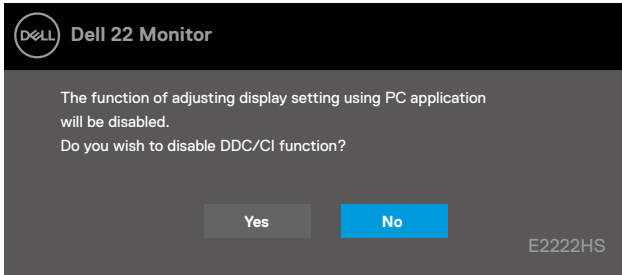 DELL Dell 22 Monitor
The function of adjusting display setting using PC application
will be disabled.
Do you wish to disable DDC/CI function?
Yes No
E2222HS